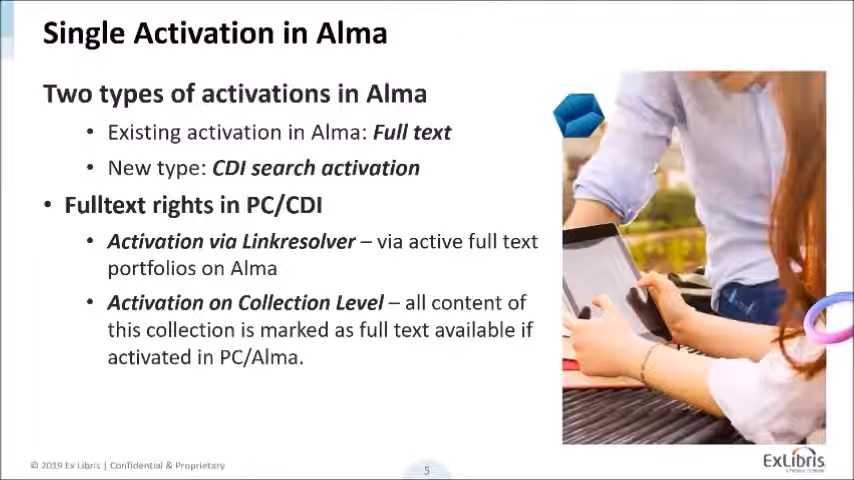 Single Activation in Alma
Two types of activations in Alma
• Existing activation in Alma: Full text
• New type: CDI search activation
• Fulltext rights in PC/CDI
• Activation via Linkresolver – via active full text
portfolios on Alma
• Activation on Collection Level – all content of
this collection is marked as full text available if
activated in PC/Alma.
© 2019 Ex Libris | Confidential & Proprietary
5
ExLibris